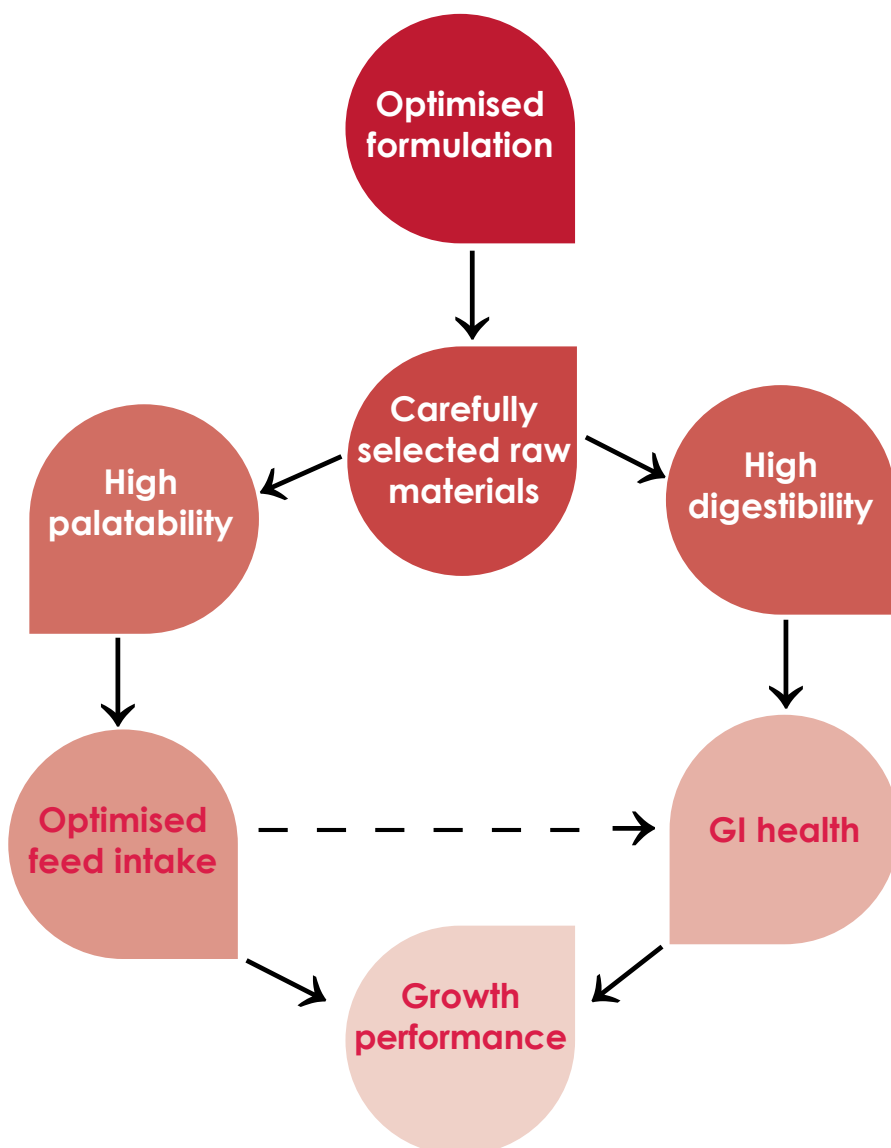 Optimised
formulation
Carefully
selected raw
materials
High
palatability
High
digestibility
Optimised
feed intake
GI health
Growth
performance